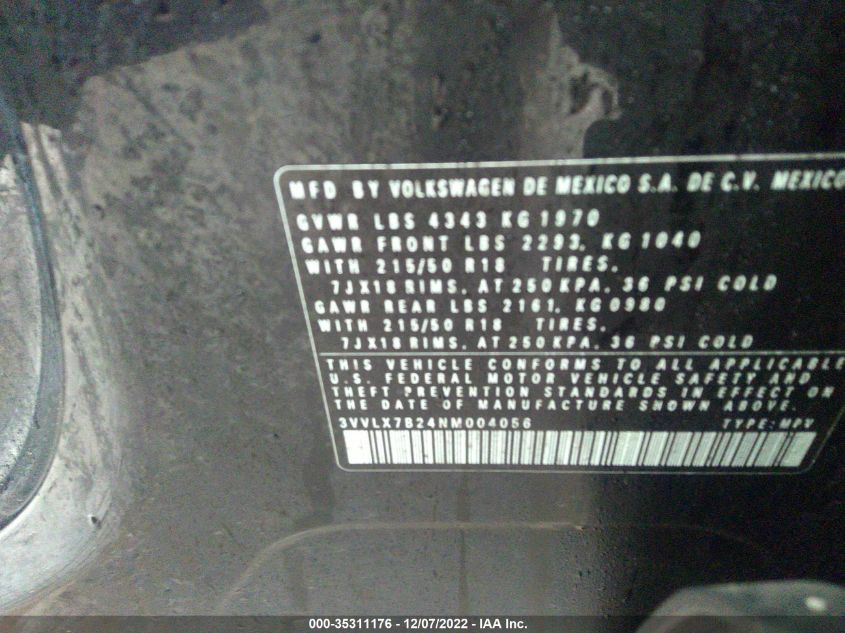 MFD BY VOLKSWAGEN DE MEXICO S.A. DE C.V. MEXICO
GVWR LBS 4343 KG 1970
GAWR FRONT LBS 2293, KG 1040
WITH 215/50 R18 TIRES,
7JX18 RIMS, AT 250 KPA, 36 PSI COLD
GAWR REAR LBS 2161, KG 0980
WITH 215/50 R18 TIRES,
7JX18 RIMS, AT 250 KPA, 36 PSI COLD
THIS VEHICLE CONFORMS TO ALL APPLICABLE
U.S. FEDERAL MOTOR VEHICLE SAFETY AND
THEFT PREVENTION STANDARDS IN EFFECT ON
THE DATE OF MANUFACTURE SHOWN ABOVE.
3VVLX7B24NM004056 TYPE:MPV
000-35311176 - 12/07/2022 - IAA Inc.